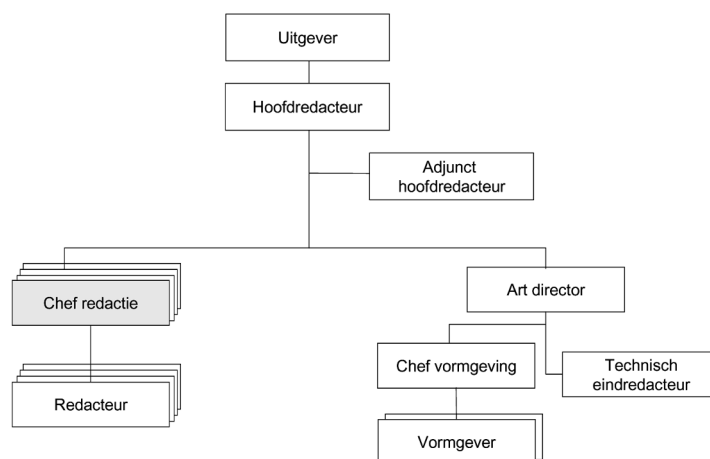 Uitgever
Hoofdredacteur
Adjunct
hoofdredacteur
Chef redactie
Art director
Chef vormgeving
Technisch
eindredacteur
Redacteur
Vormgever